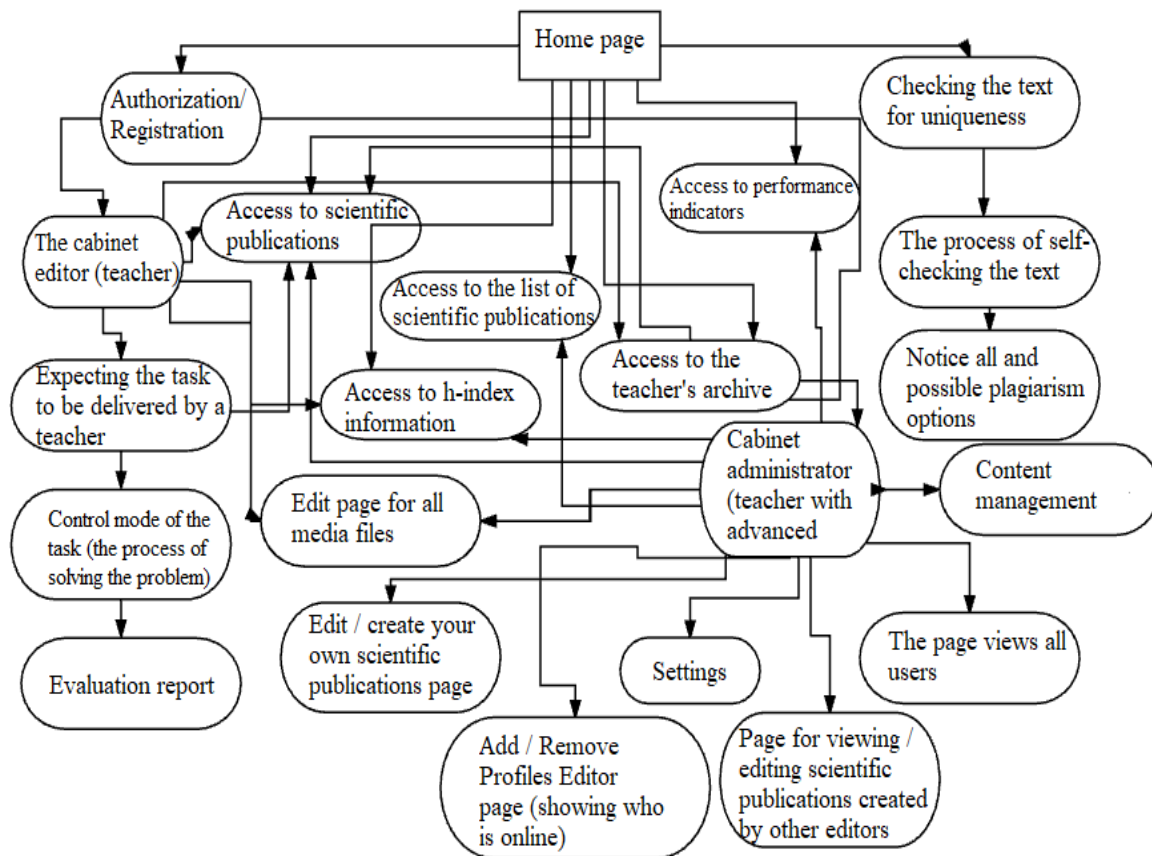 Home page
Authorization/
Registration
Checking the text
for uniqueness
Access to scientific
publications
Access to performance
indicators
The cabinet
editor (teacher)
The process of self-
checking the text
Access to the list of
scientific publications
Expecting the task
to be delivered by a
teacher
Access to h-index
information
Access to the
teacher's archive
Notice all and
possible plagiarism
options
Cabinet
administrator
(teacher with
advanced
Content
management
Control mode of the
task (the process of
solving the problem)
Edit page for all
media files
Edit / create your
own scientific
publications page
Settings
The page views all
users
Evaluation report
Add / Remove
Profiles Editor
page (showing who
is online)
Page for viewing /
editing scientific
publications created
by other editors